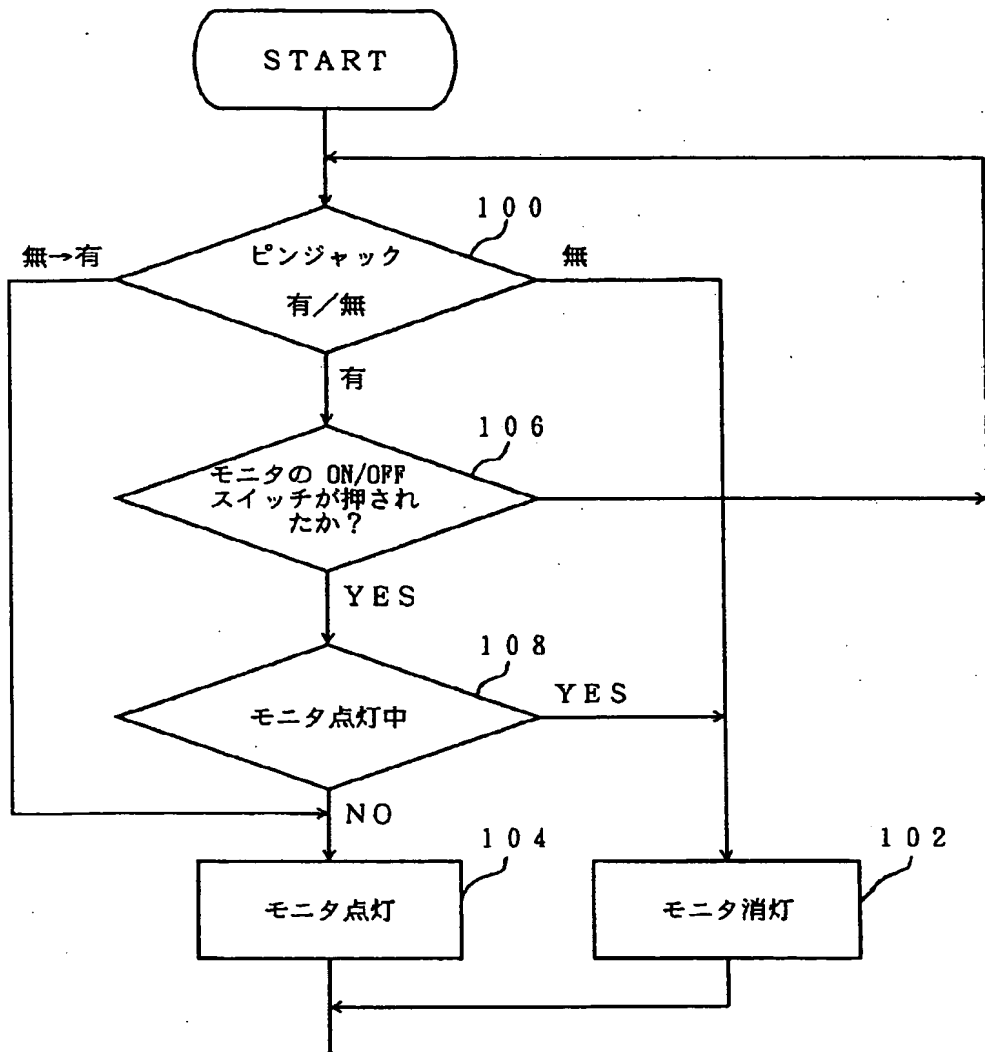 START
100
無→有
ピンジャック
有／無
無
有
106
モニタの ON/OFF
スイッチが押され
たか？
YES
108
モニタ点灯中
YES
NO
104
モニタ点灯
102
モニタ消灯